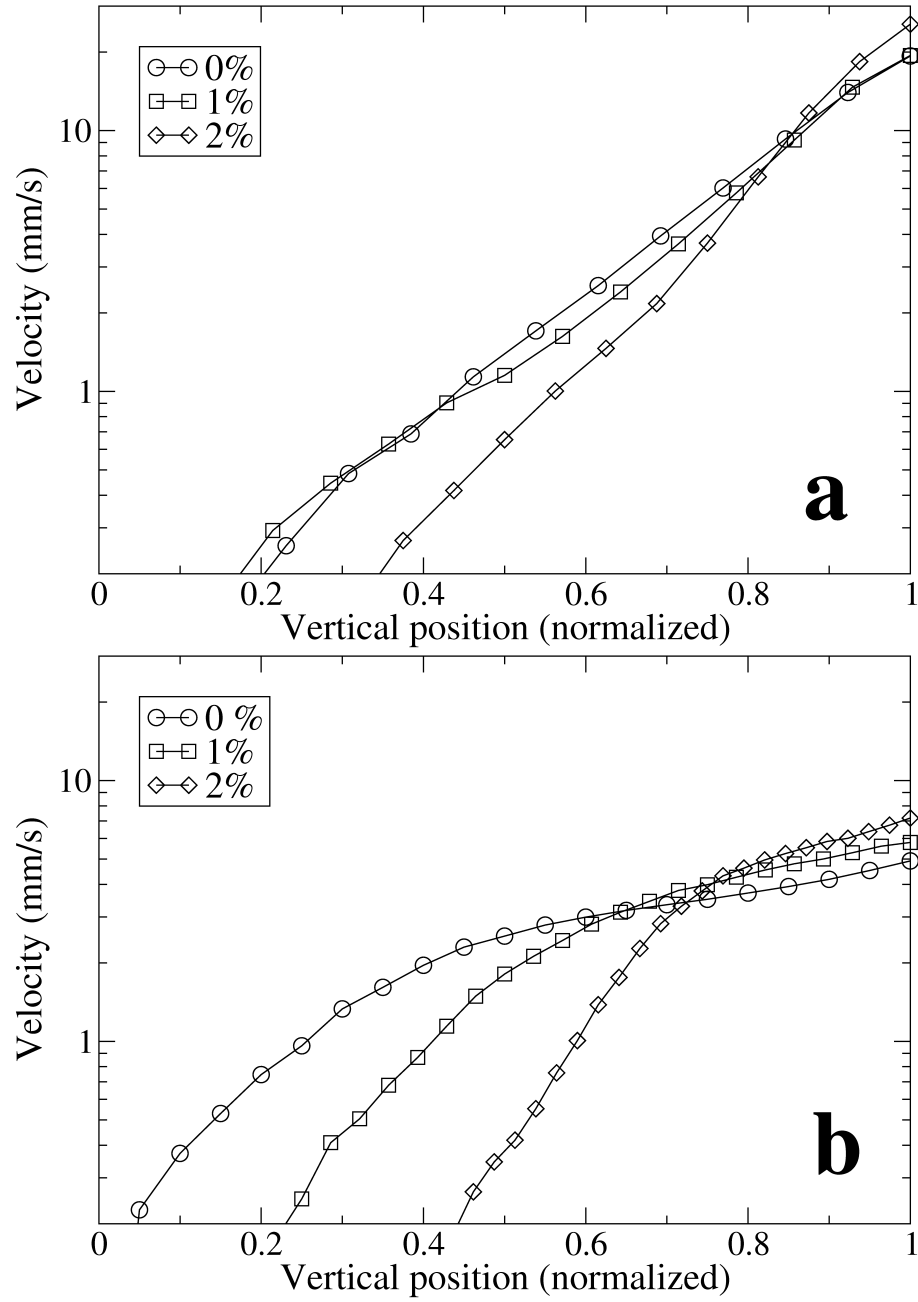 0%
1%
2%
10
1
Velocity (mm/s)
a
0 0.2 0.4 0.6 0.8 1
Vertical position (normalized)
0 %
1%
2%
10
1
Velocity (mm/s)
b
0 0.2 0.4 0.6 0.8 1
Vertical position (normalized)